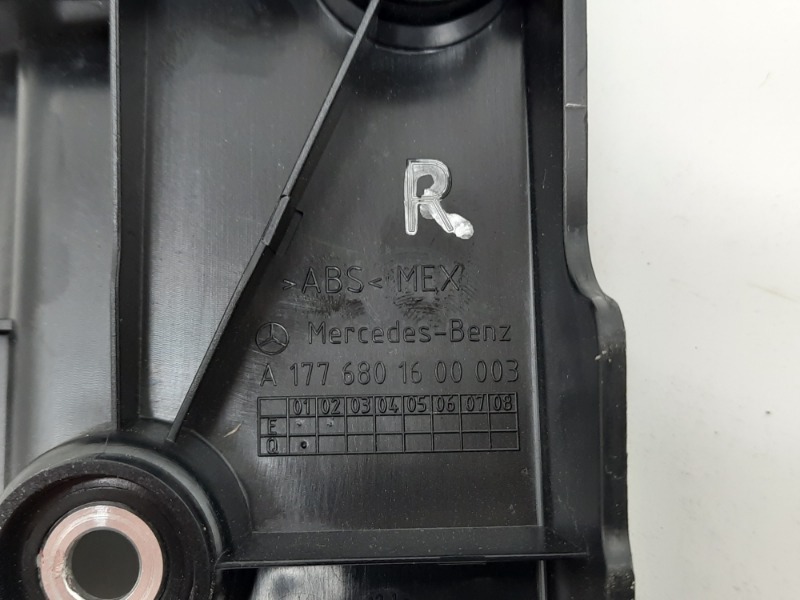 R
>ABS< MEX
Mercedes-Benz
A 177 680 16 00 003
01 02 03 04 05 06 07 08
E
Q